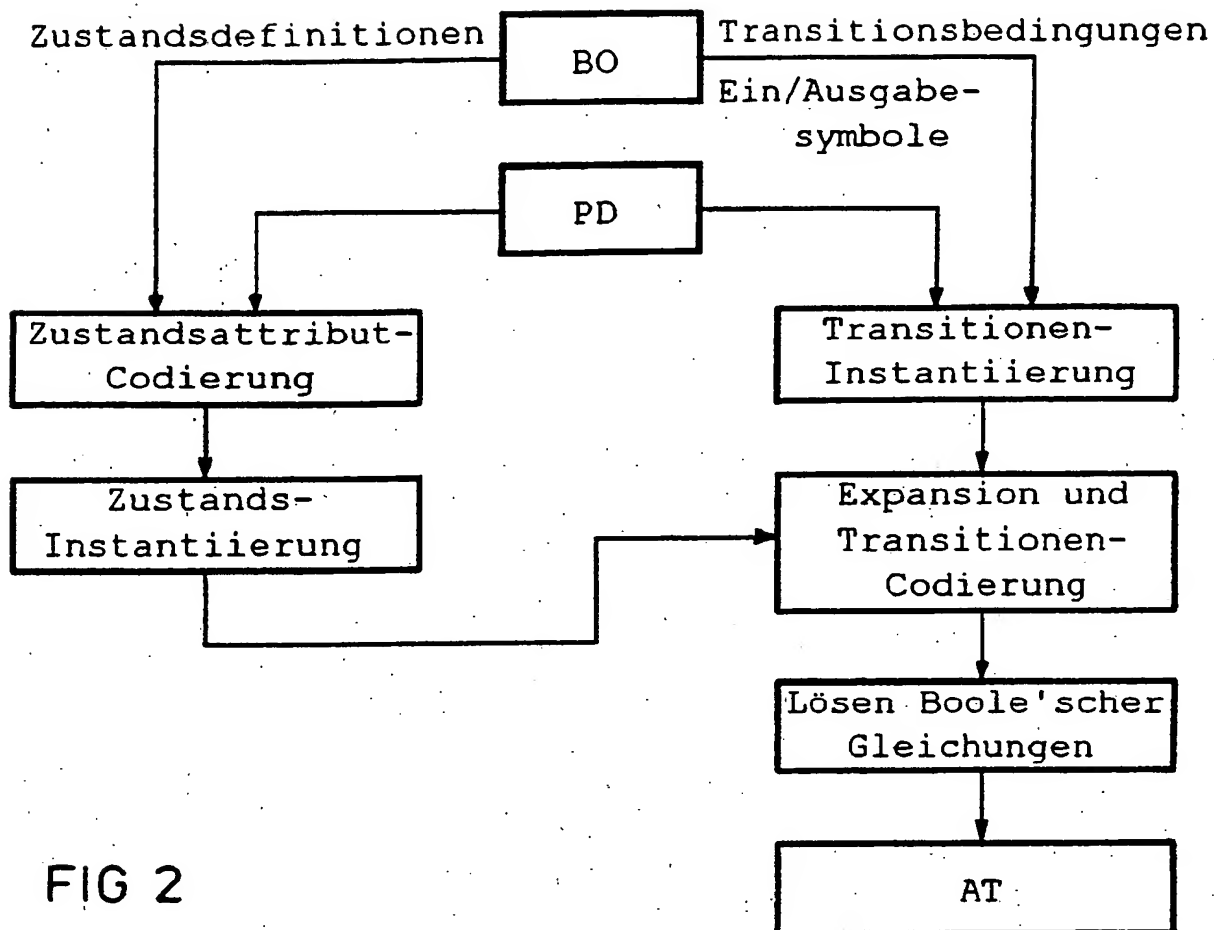 Zustandsdefinitionen
BO
Transitionsbedingungen
Ein/Ausgabe-
symbole
PD
Zustandsattribut-
Codierung
Transitionen-
Instantiierung
Zustands-
Instantiierung
Expansion und
Transitionen-
Codierung
Lösen Boole'scher
Gleichungen
AT
FIG 2